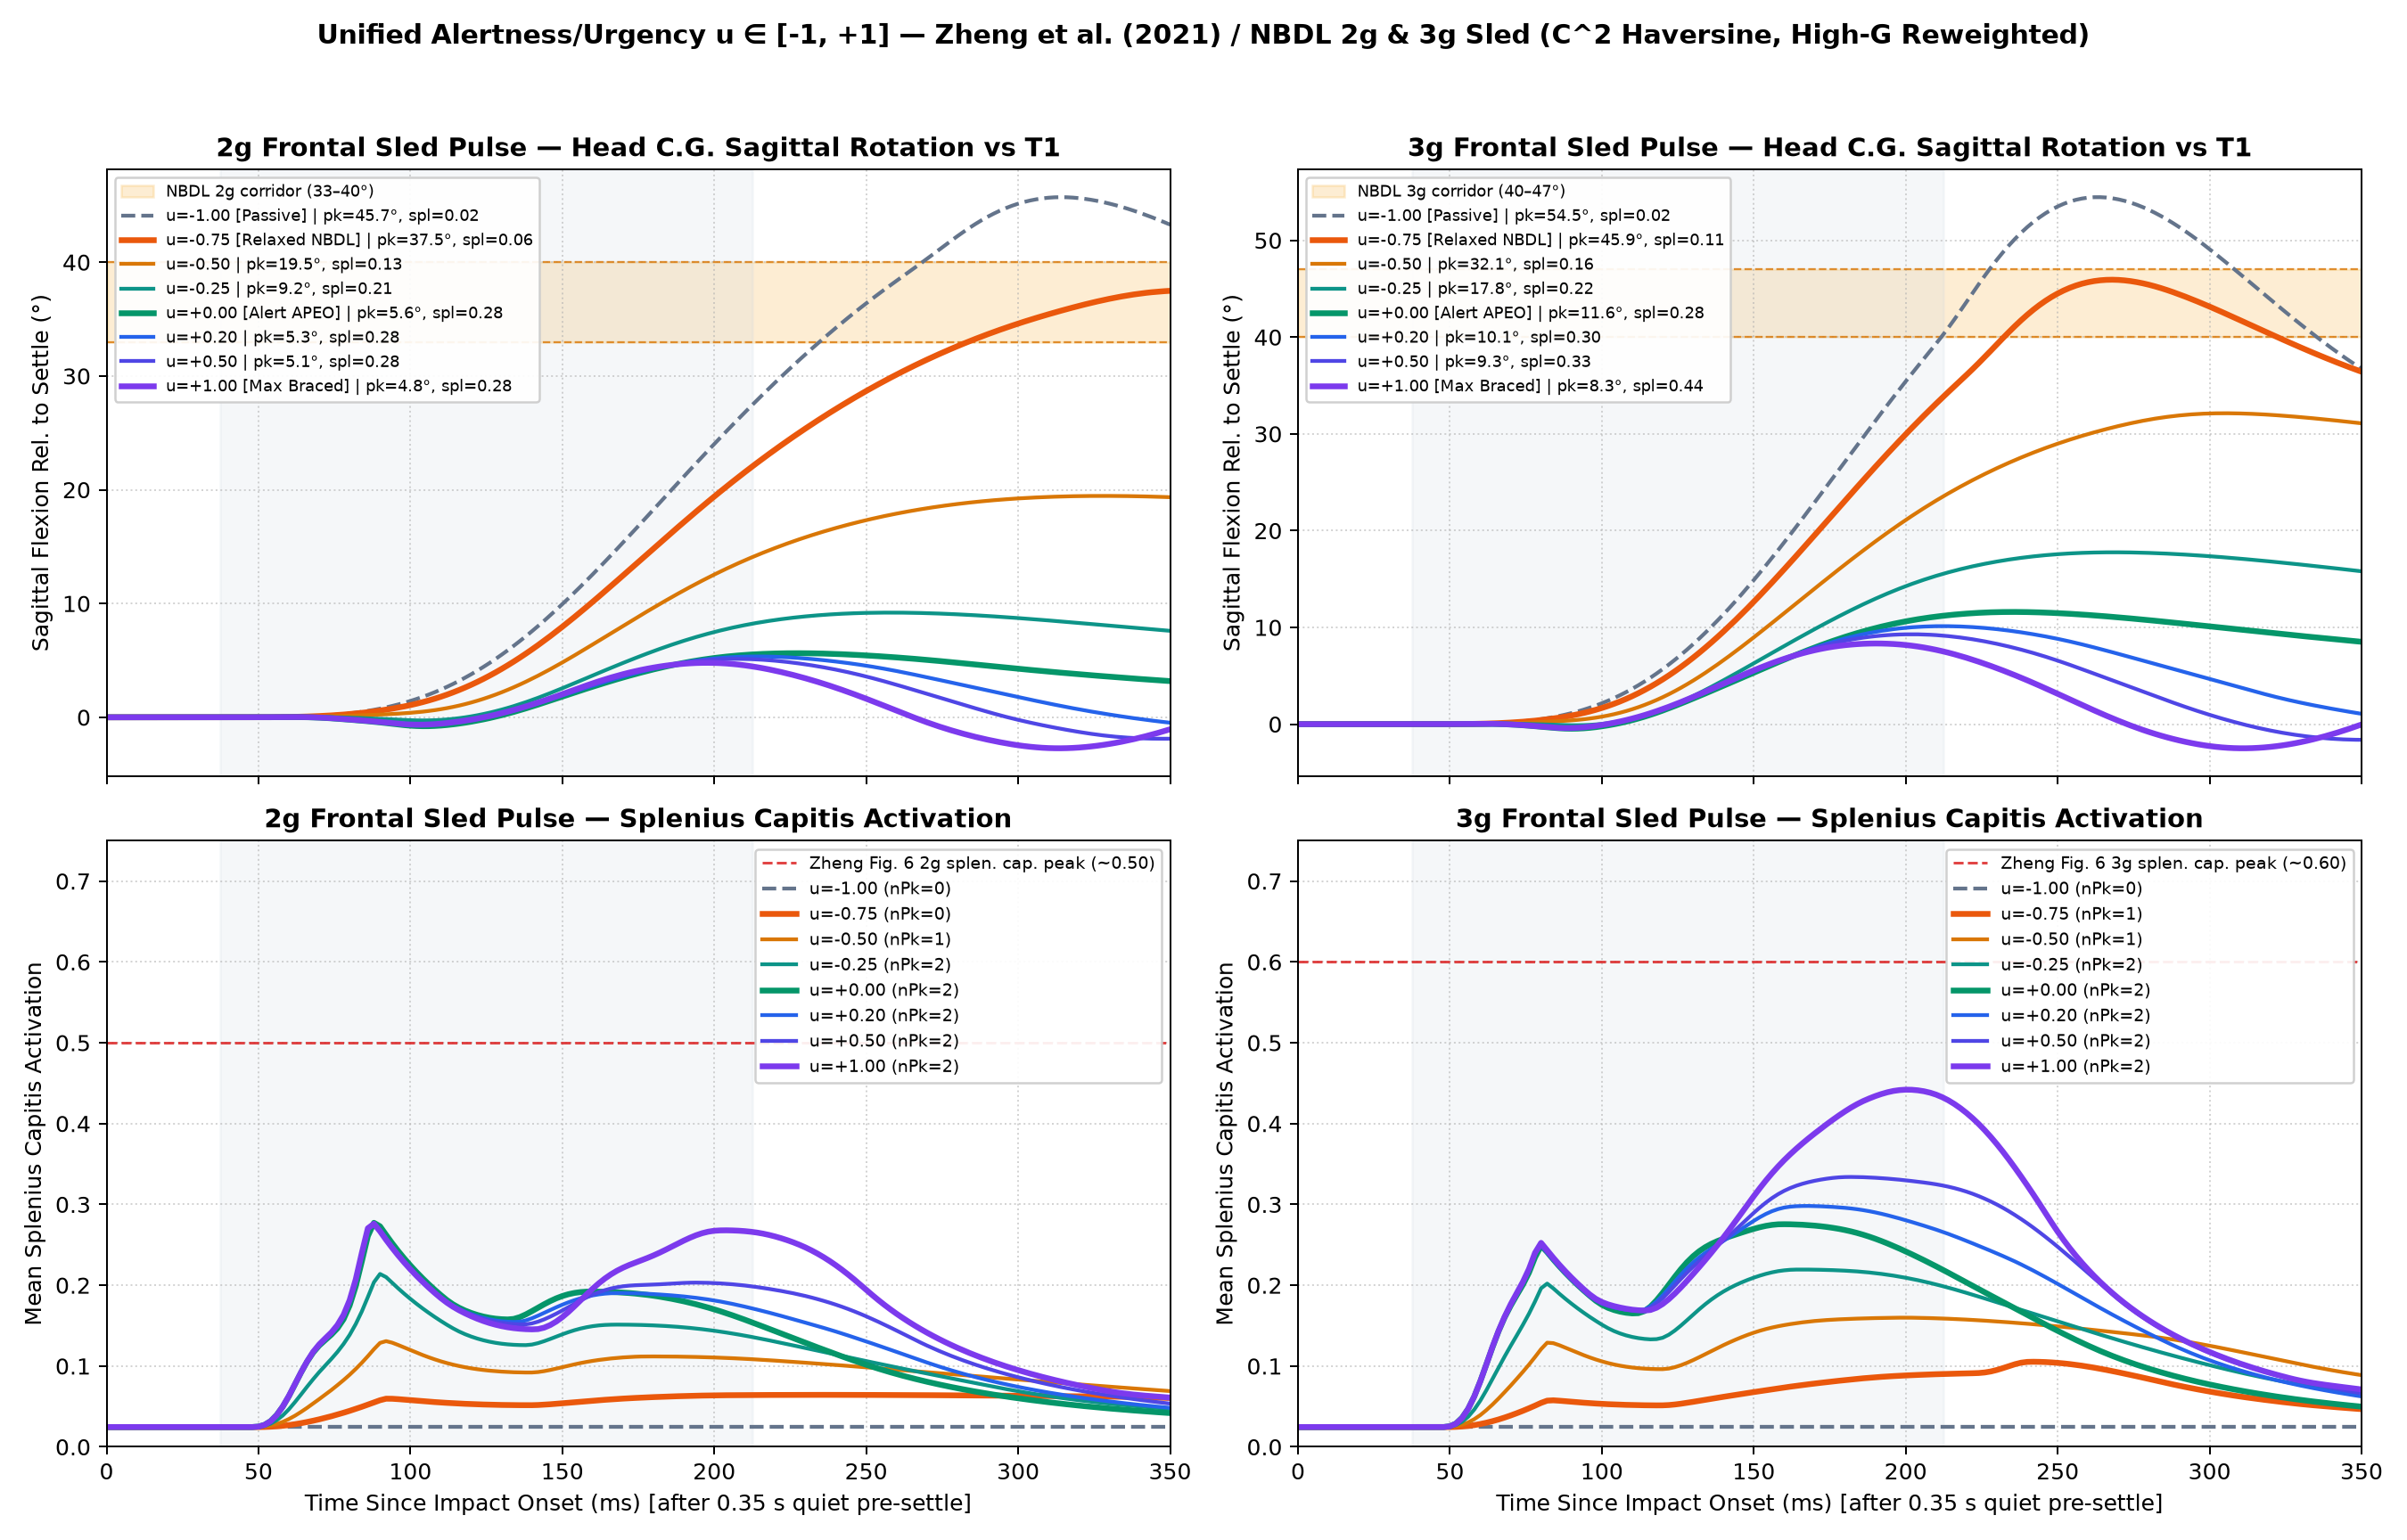 Unified Alertness/Urgency u ∈ [-1, +1] — Zheng et al. (2021) / NBDL 2g & 3g Sled (C^2 Haversine, High-G Reweighted)
2g Frontal Sled Pulse — Head C.G. Sagittal Rotation vs T1
Sagittal Flexion Rel. to Settle (°)
40
30
20
10
0
NBDL 2g corridor (33–40°)
u=-1.00 [Passive] | pk=45.7°, spl=0.02
u=-0.75 [Relaxed NBDL] | pk=37.5°, spl=0.06
u=-0.50 | pk=19.5°, spl=0.13
u=-0.25 | pk=9.2°, spl=0.21
u=+0.00 [Alert APEO] | pk=5.6°, spl=0.28
u=+0.20 | pk=5.3°, spl=0.28
u=+0.50 | pk=5.1°, spl=0.28
u=+1.00 [Max Braced] | pk=4.8°, spl=0.28
3g Frontal Sled Pulse — Head C.G. Sagittal Rotation vs T1
Sagittal Flexion Rel. to Settle (°)
50
40
30
20
10
0
NBDL 3g corridor (40–47°)
u=-1.00 [Passive] | pk=54.5°, spl=0.02
u=-0.75 [Relaxed NBDL] | pk=45.9°, spl=0.11
u=-0.50 | pk=32.1°, spl=0.16
u=-0.25 | pk=17.8°, spl=0.22
u=+0.00 [Alert APEO] | pk=11.6°, spl=0.28
u=+0.20 | pk=10.1°, spl=0.30
u=+0.50 | pk=9.3°, spl=0.33
u=+1.00 [Max Braced] | pk=8.3°, spl=0.44
2g Frontal Sled Pulse — Splenius Capitis Activation
Mean Splenius Capitis Activation
0.7
0.6
0.5
0.4
0.3
0.2
0.1
0.0
Zheng Fig. 6 2g splen. cap. peak (~0.50)
u=-1.00 (nPk=0)
u=-0.75 (nPk=0)
u=-0.50 (nPk=1)
u=-0.25 (nPk=2)
u=+0.00 (nPk=2)
u=+0.20 (nPk=2)
u=+0.50 (nPk=2)
u=+1.00 (nPk=2)
0 50 100 150 200 250 300 350
Time Since Impact Onset (ms) [after 0.35 s quiet pre-settle]
3g Frontal Sled Pulse — Splenius Capitis Activation
Mean Splenius Capitis Activation
0.7
0.6
0.5
0.4
0.3
0.2
0.1
0.0
Zheng Fig. 6 3g splen. cap. peak (~0.60)
u=-1.00 (nPk=0)
u=-0.75 (nPk=1)
u=-0.50 (nPk=1)
u=-0.25 (nPk=2)
u=+0.00 (nPk=2)
u=+0.20 (nPk=2)
u=+0.50 (nPk=2)
u=+1.00 (nPk=2)
0 50 100 150 200 250 300 350
Time Since Impact Onset (ms) [after 0.35 s quiet pre-settle]